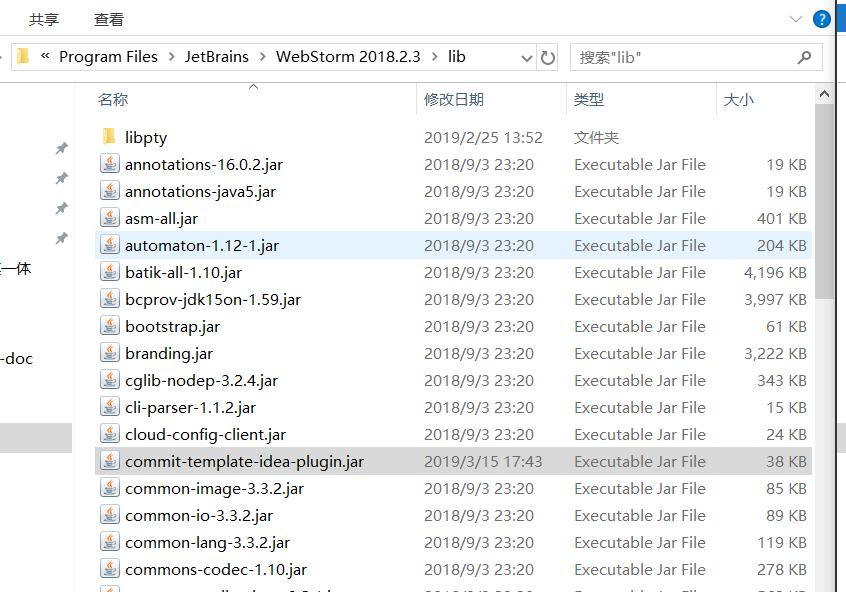 共享 查看
« Program Files > JetBrains > WebStorm 2018.2.3 > lib 搜索"lib"
名称 修改日期 类型 大小
libpty 2019/2/25 13:52 文件夹
annotations-16.0.2.jar 2018/9/3 23:20 Executable Jar File 19 KB
annotations-java5.jar 2018/9/3 23:20 Executable Jar File 19 KB
asm-all.jar 2018/9/3 23:20 Executable Jar File 401 KB
automaton-1.12-1.jar 2018/9/3 23:20 Executable Jar File 204 KB
一体 batik-all-1.10.jar 2018/9/3 23:20 Executable Jar File 4,196 KB
bcprov-jdk15on-1.59.jar 2018/9/3 23:20 Executable Jar File 3,997 KB
bootstrap.jar 2018/9/3 23:20 Executable Jar File 61 KB
-doc branding.jar 2018/9/3 23:20 Executable Jar File 3,222 KB
cglib-nodep-3.2.4.jar 2018/9/3 23:20 Executable Jar File 343 KB
cli-parser-1.1.2.jar 2018/9/3 23:20 Executable Jar File 15 KB
cloud-config-client.jar 2018/9/3 23:20 Executable Jar File 24 KB
commit-template-idea-plugin.jar 2019/3/15 17:43 Executable Jar File 38 KB
common-image-3.3.2.jar 2018/9/3 23:20 Executable Jar File 85 KB
common-io-3.3.2.jar 2018/9/3 23:20 Executable Jar File 89 KB
common-lang-3.3.2.jar 2018/9/3 23:20 Executable Jar File 119 KB
commons-codec-1.10.jar 2018/9/3 23:20 Executable Jar File 278 KB